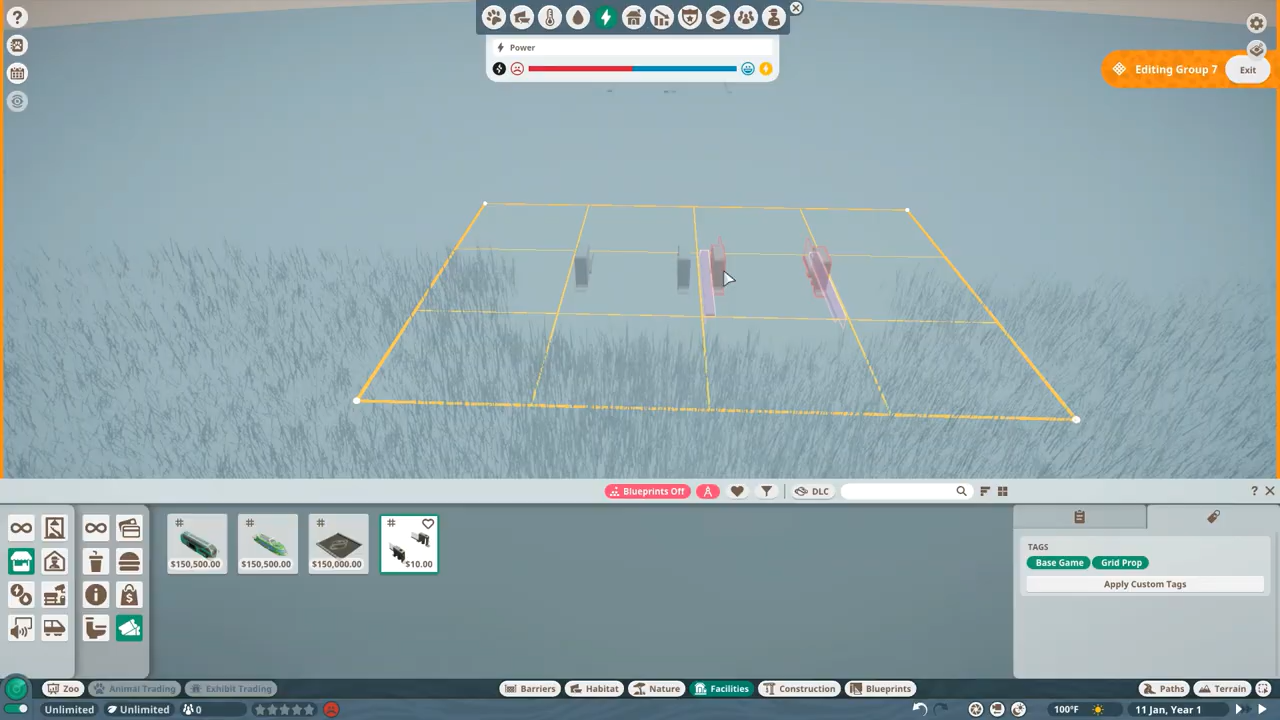 ?
Power
Editing Group 7
Exit
Blueprints Off
DLC
?
$150,500.00
$150,500.00
$150,000.00
$10.00
TAGS
Base Game
Grid Prop
Apply Custom Tags
Zoo
Animal Trading
Exhibit Trading
Barriers
Habitat
Nature
Facilities
Construction
Blueprints
Paths
Terrain
Unlimited
Unlimited
0
100°F
11 Jan, Year 1